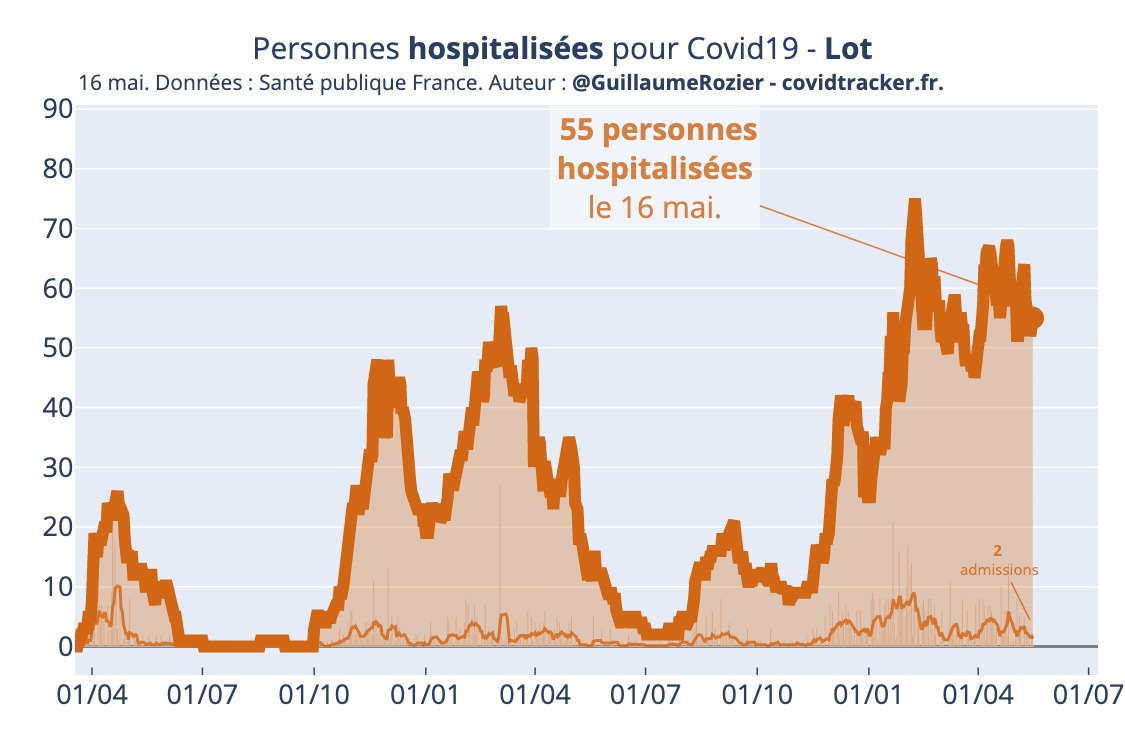 Personnes hospitalisées pour Covid19 - Lot
16 mai. Données : Santé publique France. Auteur : @GuillaumeRozier - covidtracker.fr.
90
55 personnes
hospitalisées
le 16 mai.
80
70
60
50
40
30
20
2
admissions
10
0
01/04 01/07 01/10 01/01 01/04 01/07 01/10 01/01 01/04 01/07